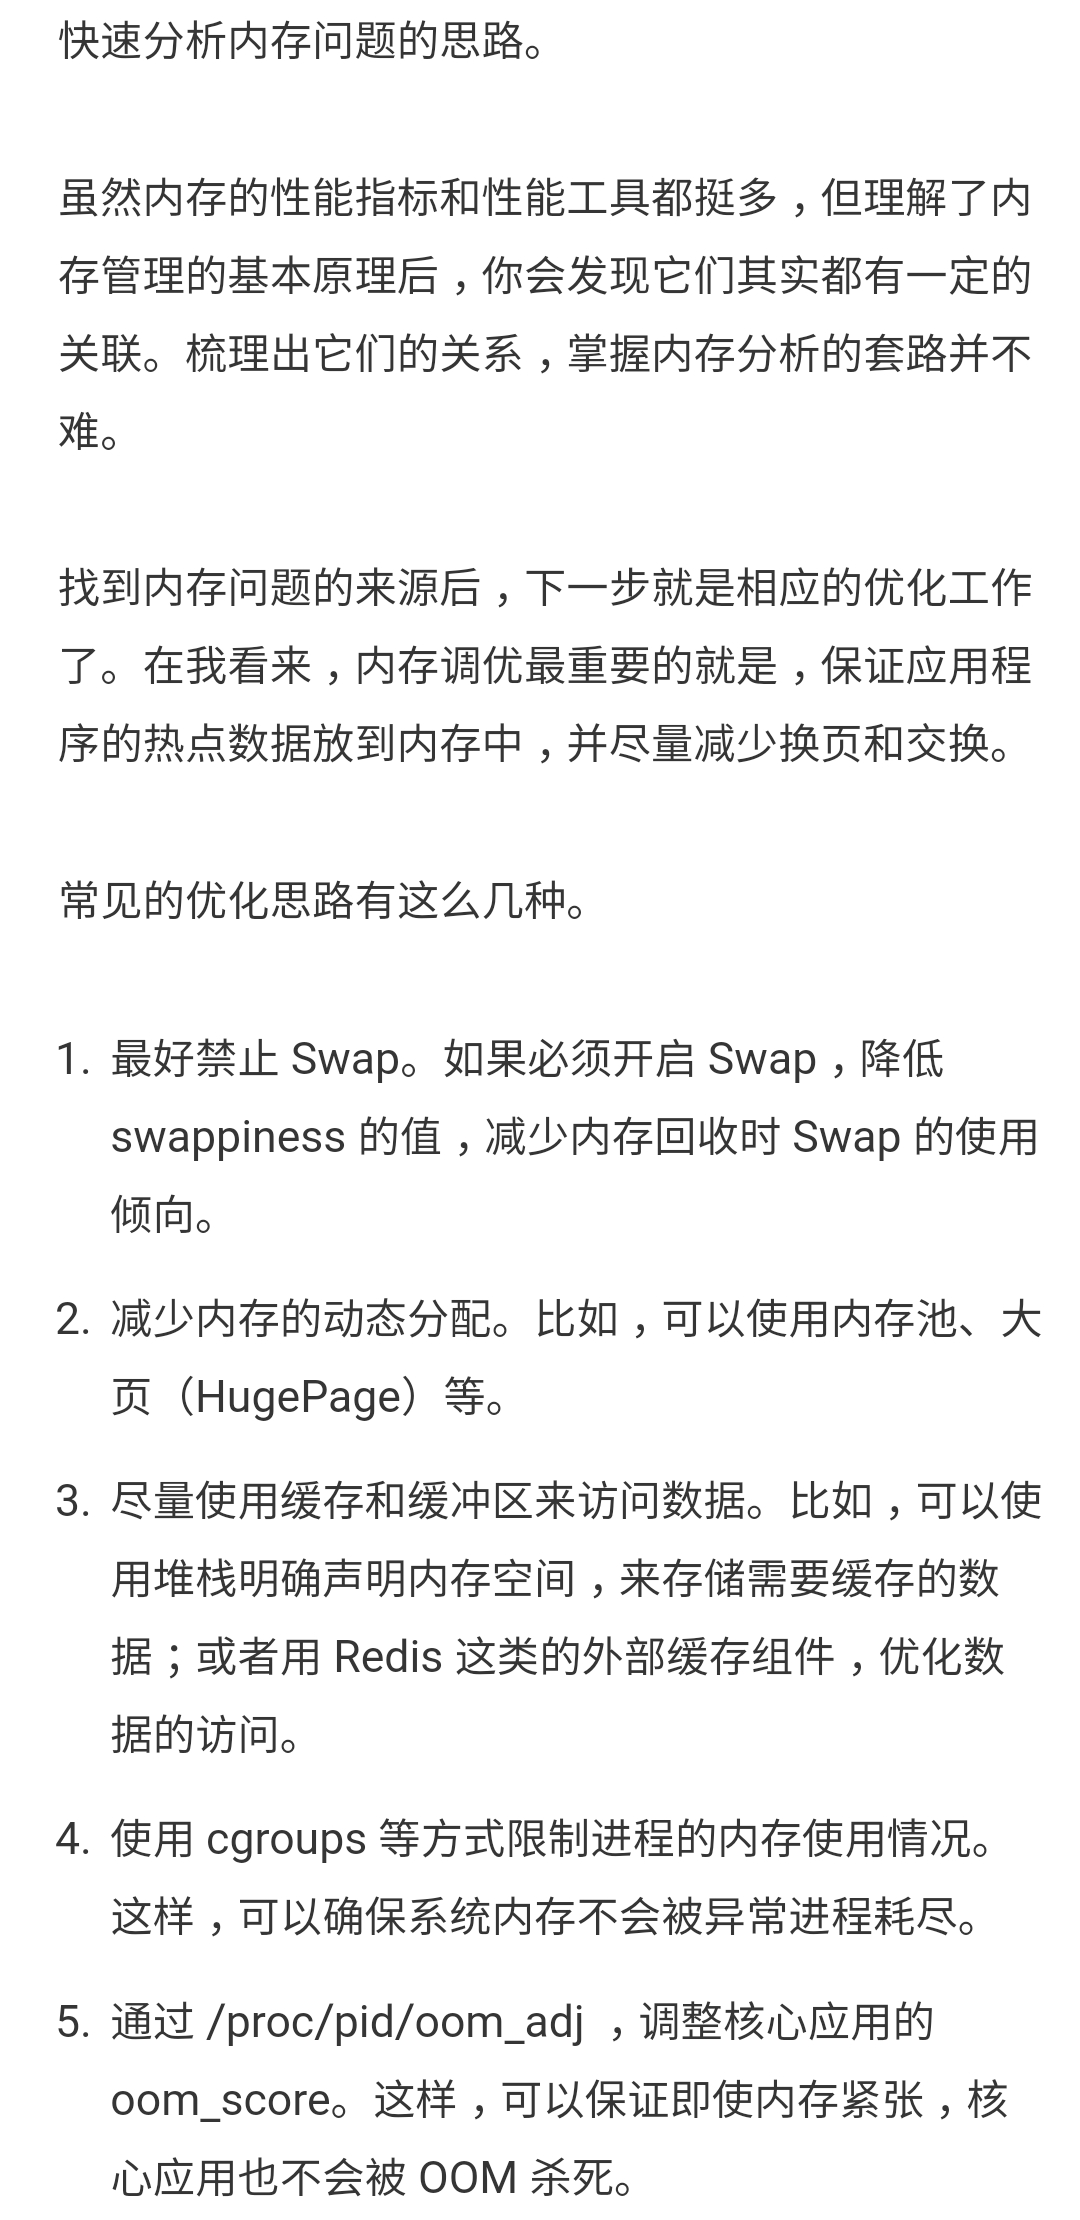 快速分析内存问题的思路。
虽然内存的性能指标和性能工具都挺多，但理解了内
存管理的基本原理后，你会发现它们其实都有一定的
关联。梳理出它们的关系，掌握内存分析的套路并不
难。
找到内存问题的来源后，下一步就是相应的优化工作
了。在我看来，内存调优最重要的就是，保证应用程
序的热点数据放到内存中，并尽量减少换页和交换。
常见的优化思路有这么几种。
1. 最好禁止 Swap。如果必须开启 Swap，降低
swappiness 的值，减少内存回收时 Swap 的使用
倾向。
2. 减少内存的动态分配。比如，可以使用内存池、大
页（HugePage）等。
3. 尽量使用缓存和缓冲区来访问数据。比如，可以使
用堆栈明确声明内存空间，来存储需要缓存的数
据；或者用 Redis 这类的外部缓存组件，优化数
据的访问。
4. 使用 cgroups 等方式限制进程的内存使用情况。
这样，可以确保系统内存不会被异常进程耗尽。
5. 通过 /proc/pid/oom_adj ，调整核心应用的
oom_score。这样，可以保证即使内存紧张，核
心应用也不会被 OOM 杀死。